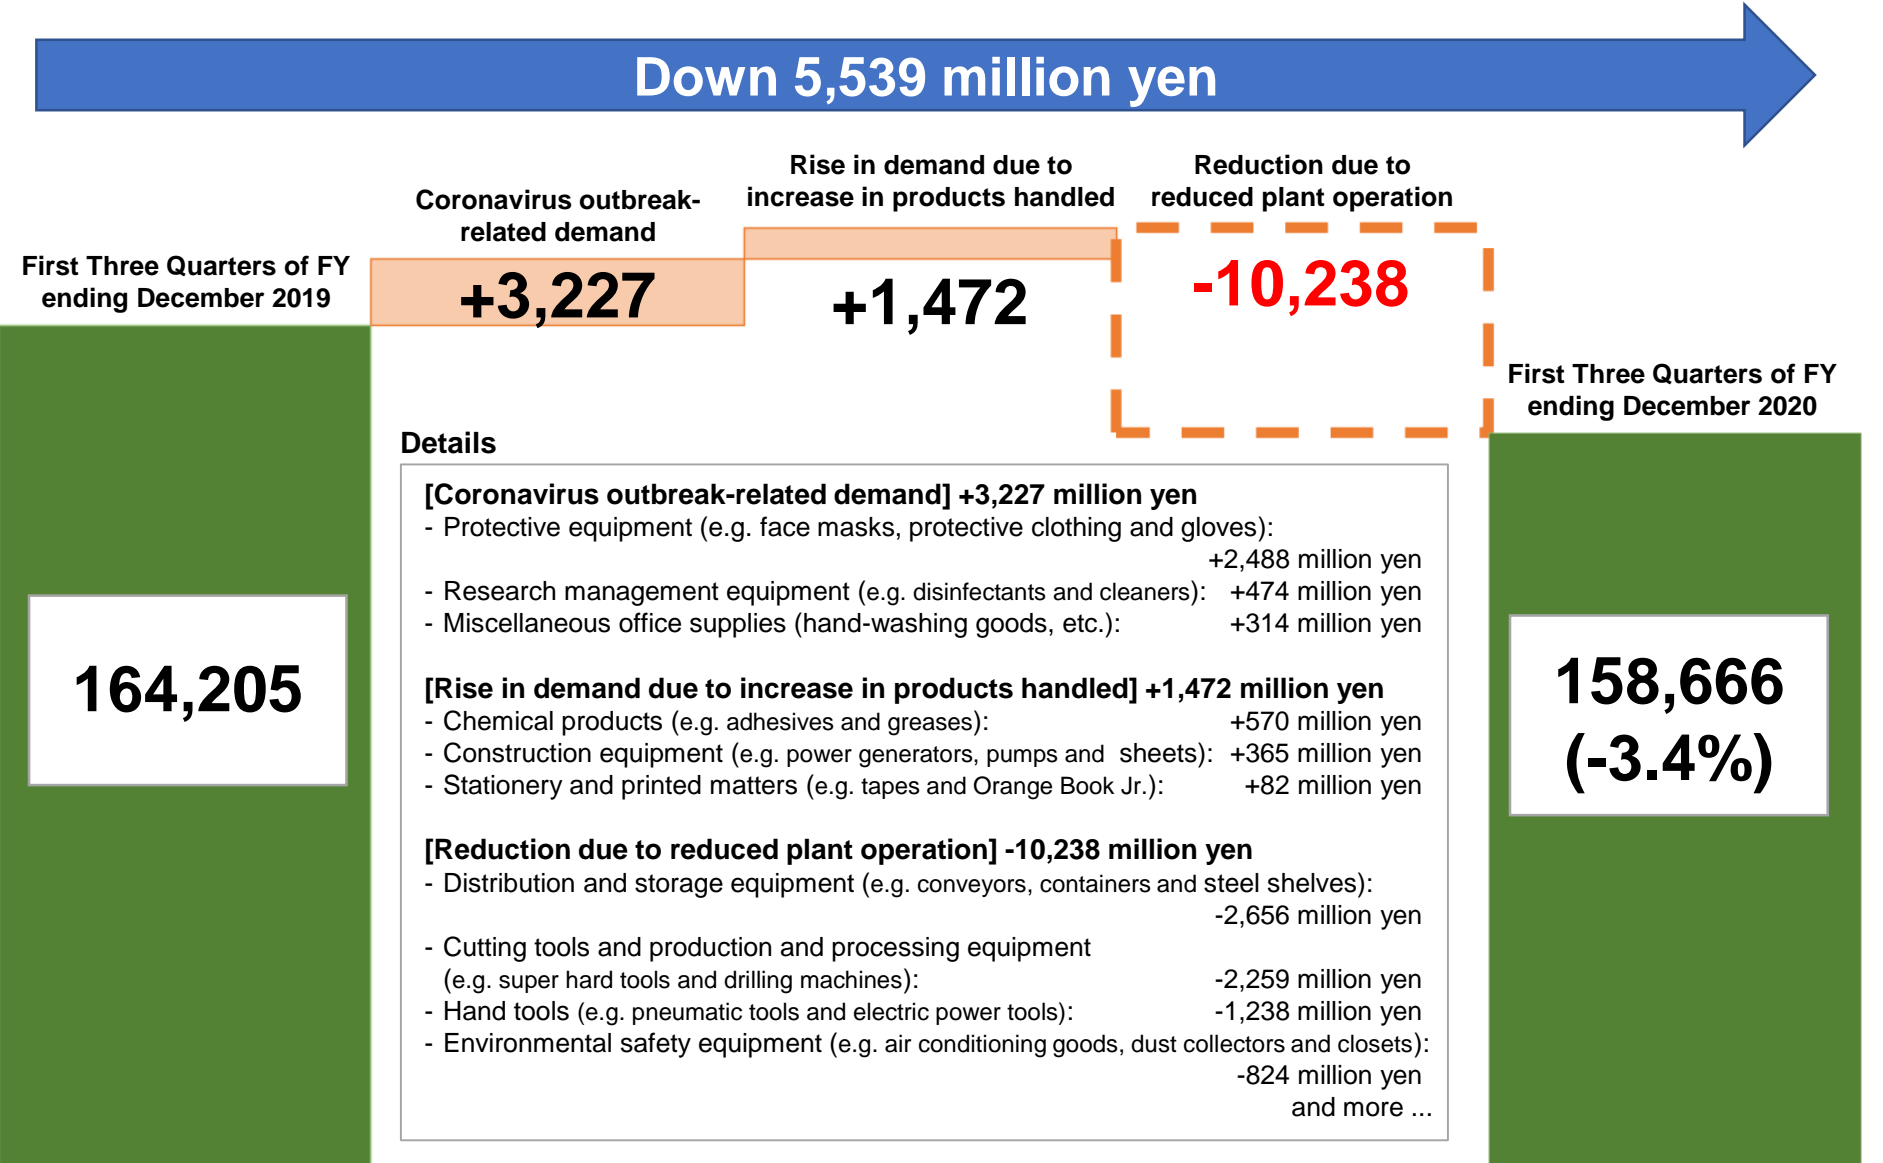 Down 5,539 million yen
First Three Quarters of FY
ending December 2019
Coronavirus outbreak-
related demand
+3,227
Rise in demand due to
increase in products handled
+1,472
Reduction due to
reduced plant operation
-10,238
First Three Quarters of FY
ending December 2020
164,205
158,666
(-3.4%)
Details
[Coronavirus outbreak-related demand] +3,227 million yen
- Protective equipment (e.g. face masks, protective clothing and gloves):
+2,488 million yen
- Research management equipment (e.g. disinfectants and cleaners): +474 million yen
- Miscellaneous office supplies (hand-washing goods, etc.): +314 million yen
[Rise in demand due to increase in products handled] +1,472 million yen
- Chemical products (e.g. adhesives and greases): +570 million yen
- Construction equipment (e.g. power generators, pumps and sheets): +365 million yen
- Stationery and printed matters (e.g. tapes and Orange Book Jr.): +82 million yen
[Reduction due to reduced plant operation] -10,238 million yen
- Distribution and storage equipment (e.g. conveyors, containers and steel shelves):
-2,656 million yen
- Cutting tools and production and processing equipment
(e.g. super hard tools and drilling machines): -2,259 million yen
- Hand tools (e.g. pneumatic tools and electric power tools): -1,238 million yen
- Environmental safety equipment (e.g. air conditioning goods, dust collectors and closets):
-824 million yen
and more ...